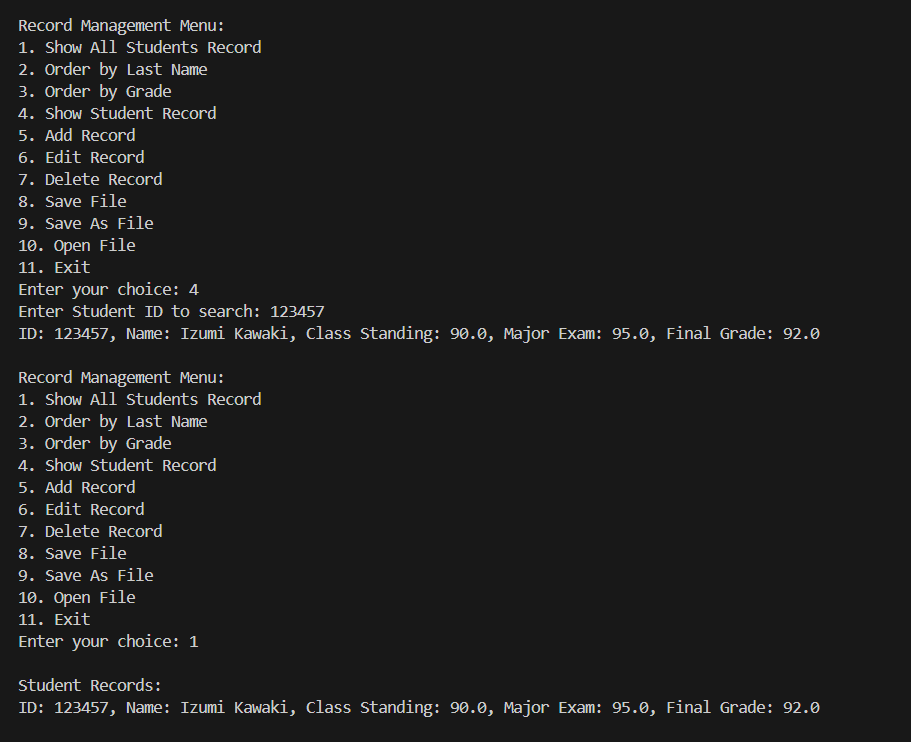 Record Management Menu:
1. Show All Students Record
2. Order by Last Name
3. Order by Grade
4. Show Student Record
5. Add Record
6. Edit Record
7. Delete Record
8. Save File
9. Save As File
10. Open File
11. Exit
Enter your choice: 4
Enter Student ID to search: 123457
ID: 123457, Name: Izumi Kawaki, Class Standing: 90.0, Major Exam: 95.0, Final Grade: 92.0
Record Management Menu:
1. Show All Students Record
2. Order by Last Name
3. Order by Grade
4. Show Student Record
5. Add Record
6. Edit Record
7. Delete Record
8. Save File
9. Save As File
10. Open File
11. Exit
Enter your choice: 1
Student Records:
ID: 123457, Name: Izumi Kawaki, Class Standing: 90.0, Major Exam: 95.0, Final Grade: 92.0